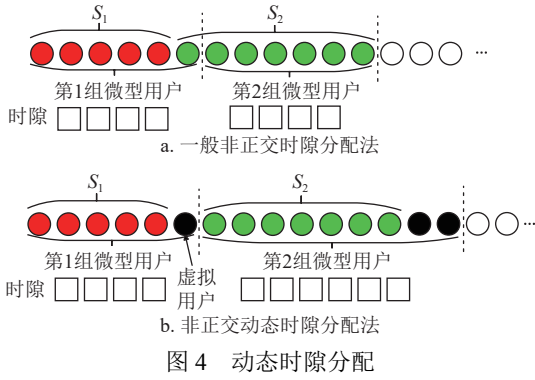 S₁ S₂
第1组微型用户 第2组微型用户
时隙
a. 一般非正交时隙分配法
S₁ S₂
第1组微型用户 第2组微型用户
时隙 虚拟
用户
b. 非正交动态时隙分配法
图 4 动态时隙分配